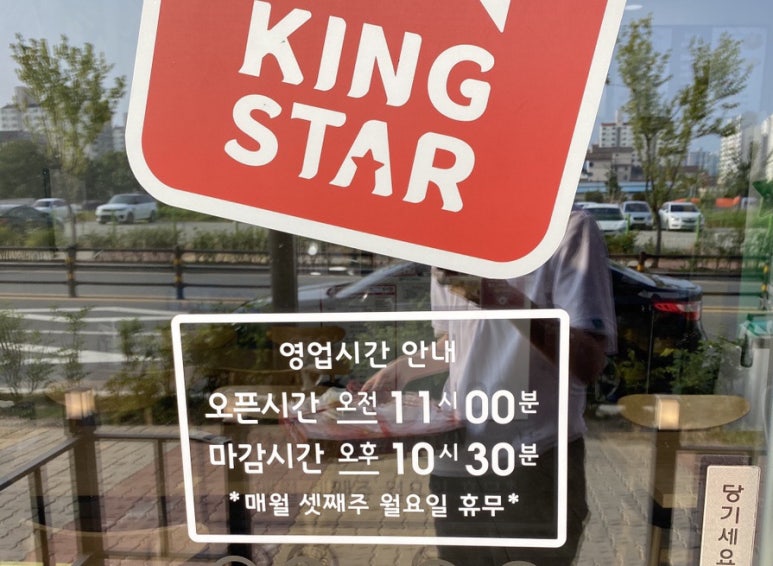 KING
STAR
영업시간 안내
오픈시간 오전 11시 00분
마감시간 오후 10시 30분
*매월 셋째주 월요일 휴무*
당기세요